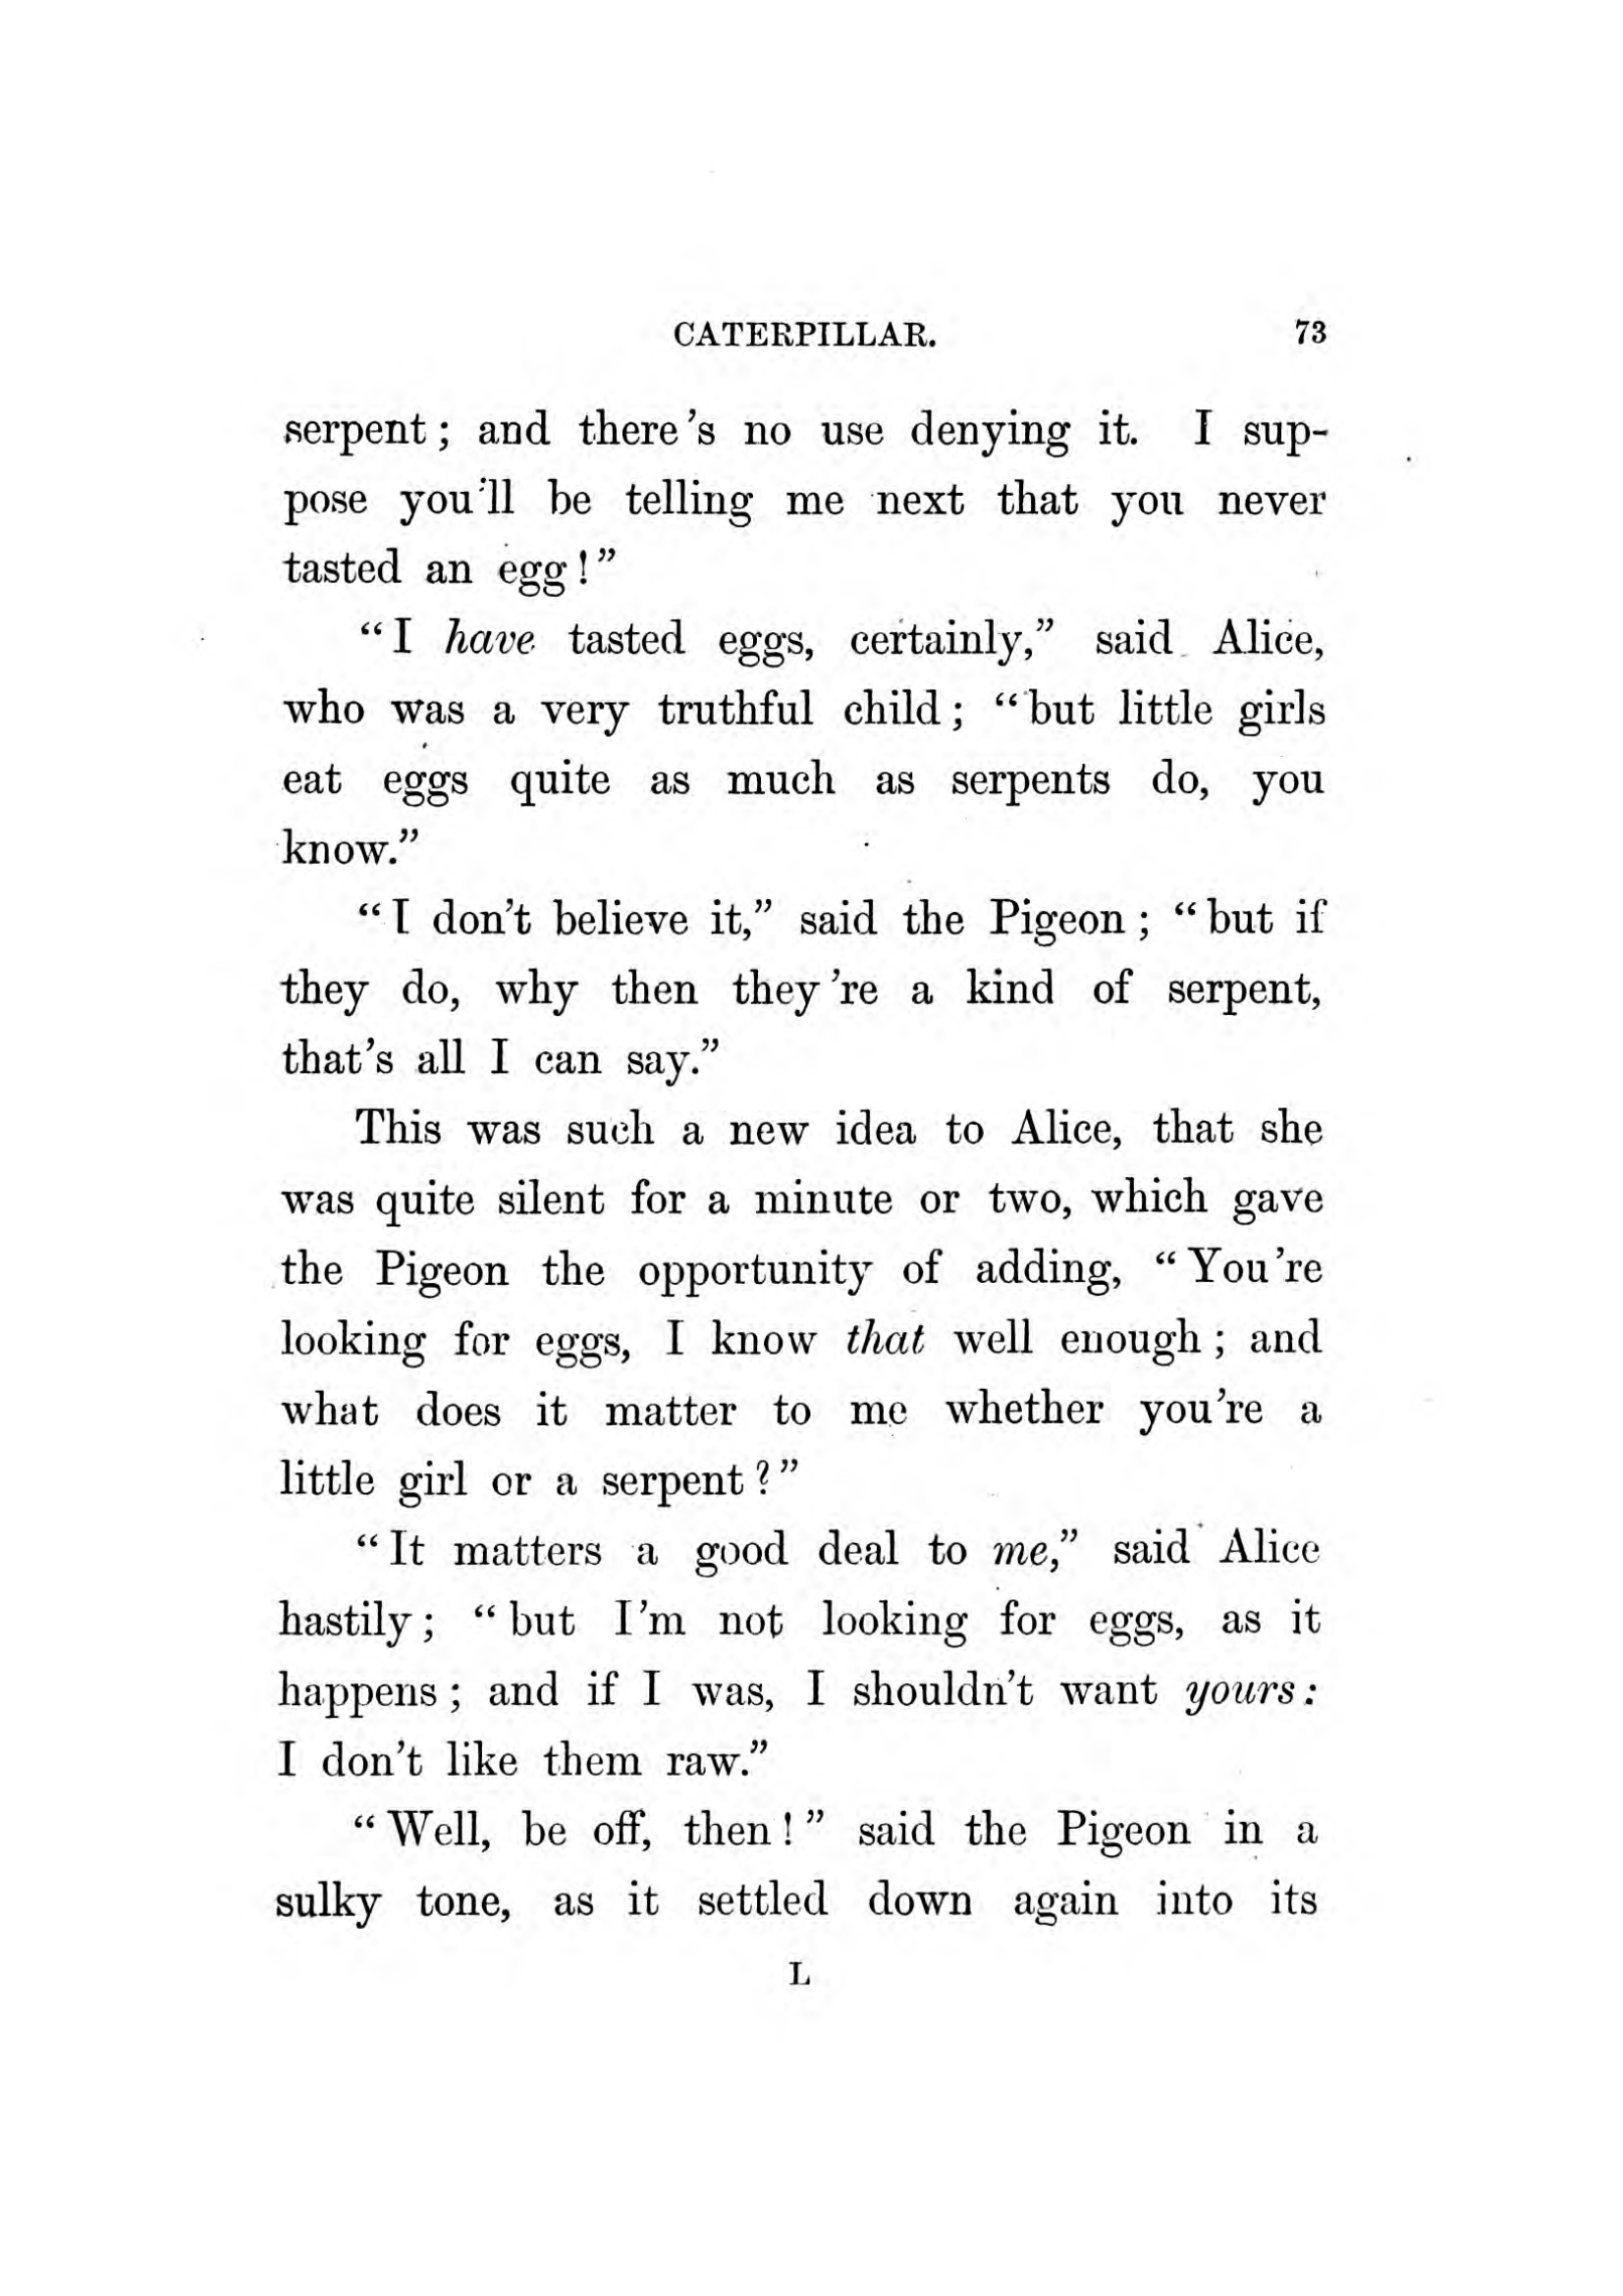 CATERPILLAR. 73
serpent; and there's no use denying it. I sup-
pose you'll be telling me next that you never
tasted an egg!”
“I have tasted eggs, certainly,” said Alice,
who was a very truthful child; “but little girls
eat eggs quite as much as serpents do, you
know.”
“I don't believe it,” said the Pigeon; “but if
they do, why then they're a kind of serpent,
that's all I can say.”
This was such a new idea to Alice, that she
was quite silent for a minute or two, which gave
the Pigeon the opportunity of adding, “You're
looking for eggs, I know that well enough; and
what does it matter to me whether you're a
little girl or a serpent?”
“It matters a good deal to me,” said Alice
hastily; “but I'm not looking for eggs, as it
happens; and if I was, I shouldn't want yours:
I don't like them raw.”
“Well, be off, then!” said the Pigeon in a
sulky tone, as it settled down again into its
L